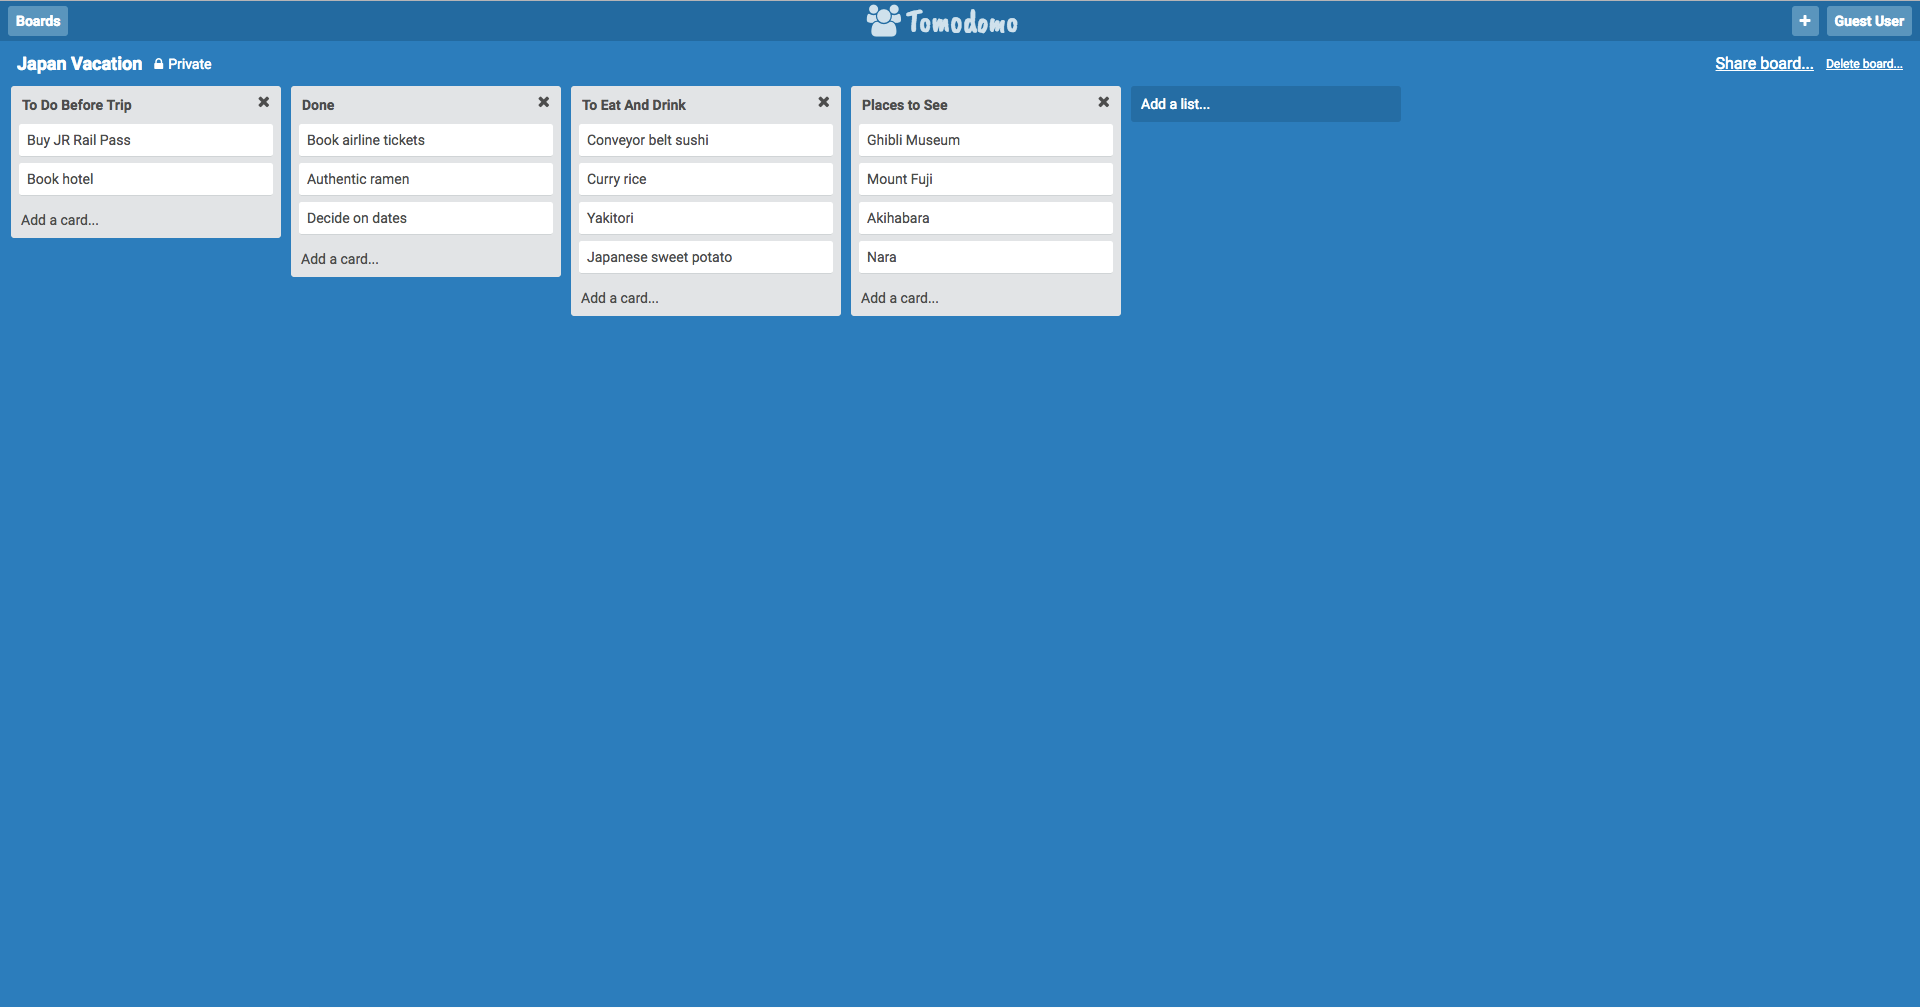 Boards
Tomodomo
+
Guest User
Japan Vacation
Private
Share board...
Delete board...
To Do Before Trip
Buy JR Rail Pass
Book hotel
Add a card...
Done
Book airline tickets
Authentic ramen
Decide on dates
Add a card...
To Eat And Drink
Conveyor belt sushi
Curry rice
Yakitori
Japanese sweet potato
Add a card...
Places to See
Ghibli Museum
Mount Fuji
Akihabara
Nara
Add a card...
Add a list...